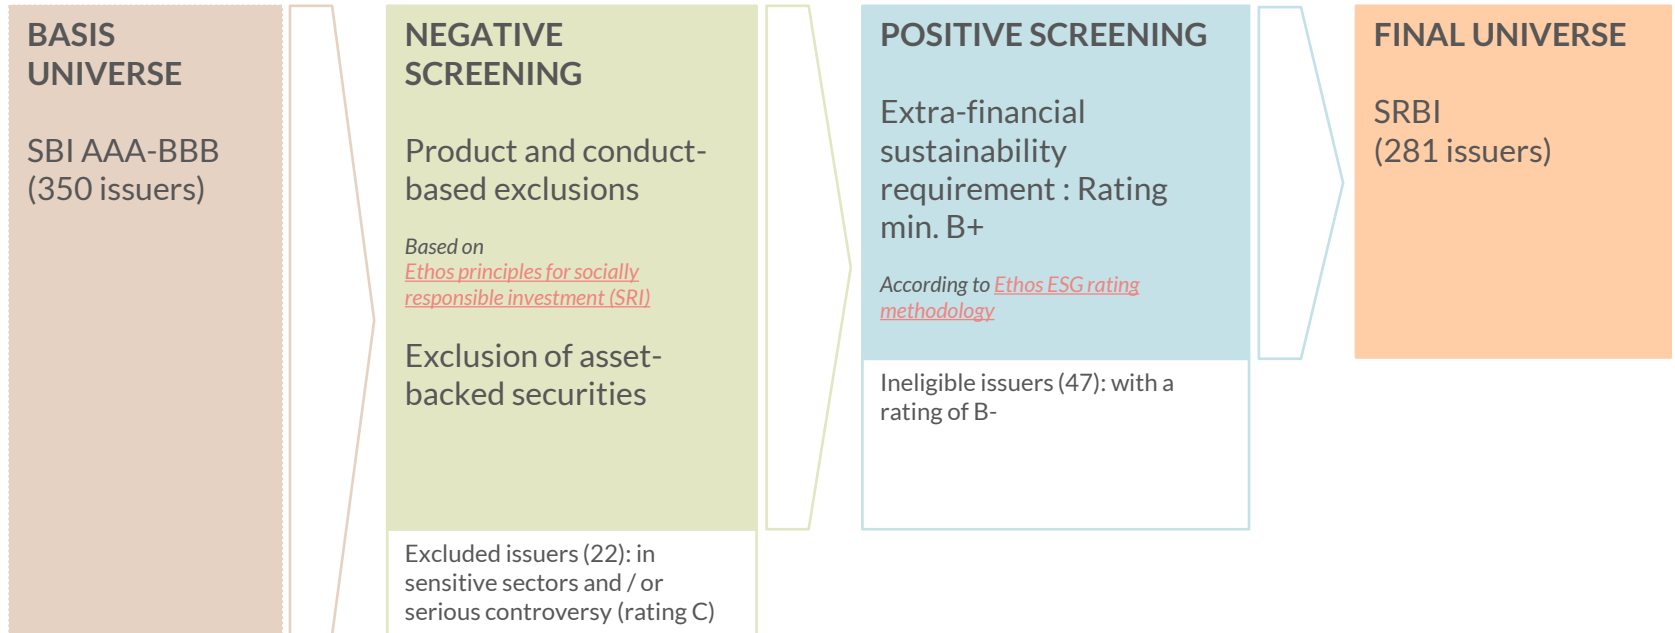 BASIS
UNIVERSE
SBI AAA-BBB
(350 issuers)
NEGATIVE
SCREENING
Product and conduct-
based exclusions
Based on
Ethos principles for socially
responsible investment (SRI)
Exclusion of asset-
backed securities
Excluded issuers (22): in
sensitive sectors and / or
serious controversy (rating C)
POSITIVE SCREENING
Extra-financial
sustainability
requirement : Rating
min. B+
According to Ethos ESG rating
methodology
Ineligible issuers (47): with a
rating of B-
FINAL UNIVERSE
SRBI
(281 issuers)